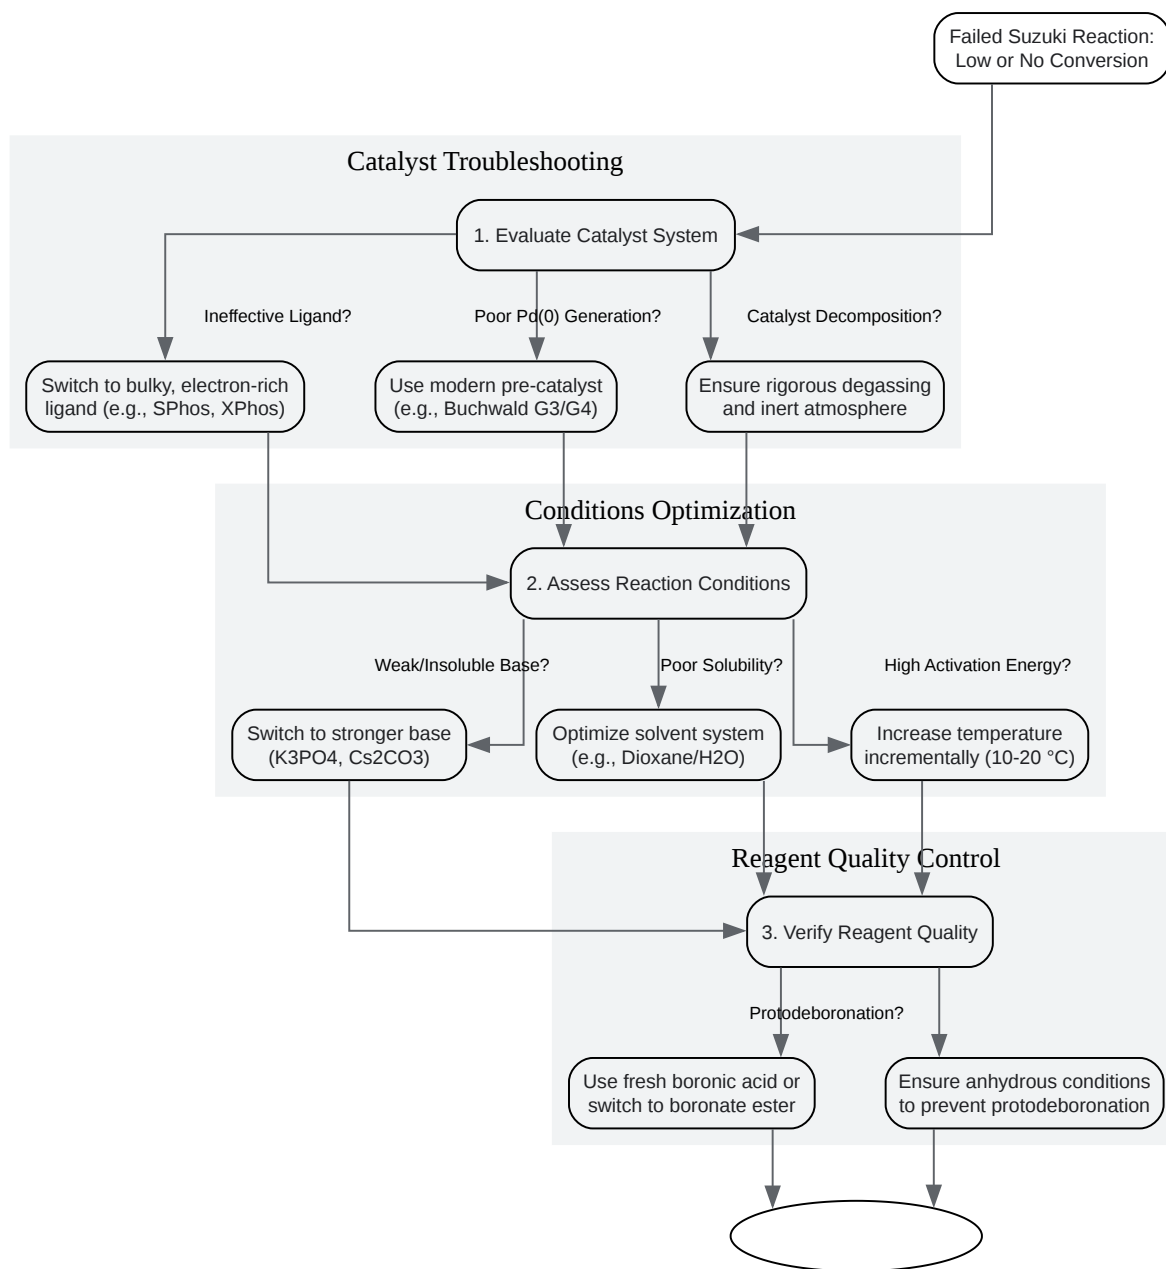 Failed Suzuki Reaction:
Low or No Conversion
Catalyst Troubleshooting
1. Evaluate Catalyst System
Ineffective Ligand?
Poor Pd(0) Generation?
Catalyst Decomposition?
Switch to bulky, electron-rich
ligand (e.g., SPhos, XPhos)
Use modern pre-catalyst
(e.g., Buchwald G3/G4)
Ensure rigorous degassing
and inert atmosphere
Conditions Optimization
2. Assess Reaction Conditions
Weak/Insoluble Base?
Poor Solubility?
High Activation Energy?
Switch to stronger base
(K3PO4, Cs2CO3)
Optimize solvent system
(e.g., Dioxane/H2O)
Increase temperature
incrementally (10-20 °C)
Reagent Quality Control
3. Verify Reagent Quality
Protodeboronation?
Use fresh boronic acid or
switch to boronate ester
Ensure anhydrous conditions
to prevent protodeboronation